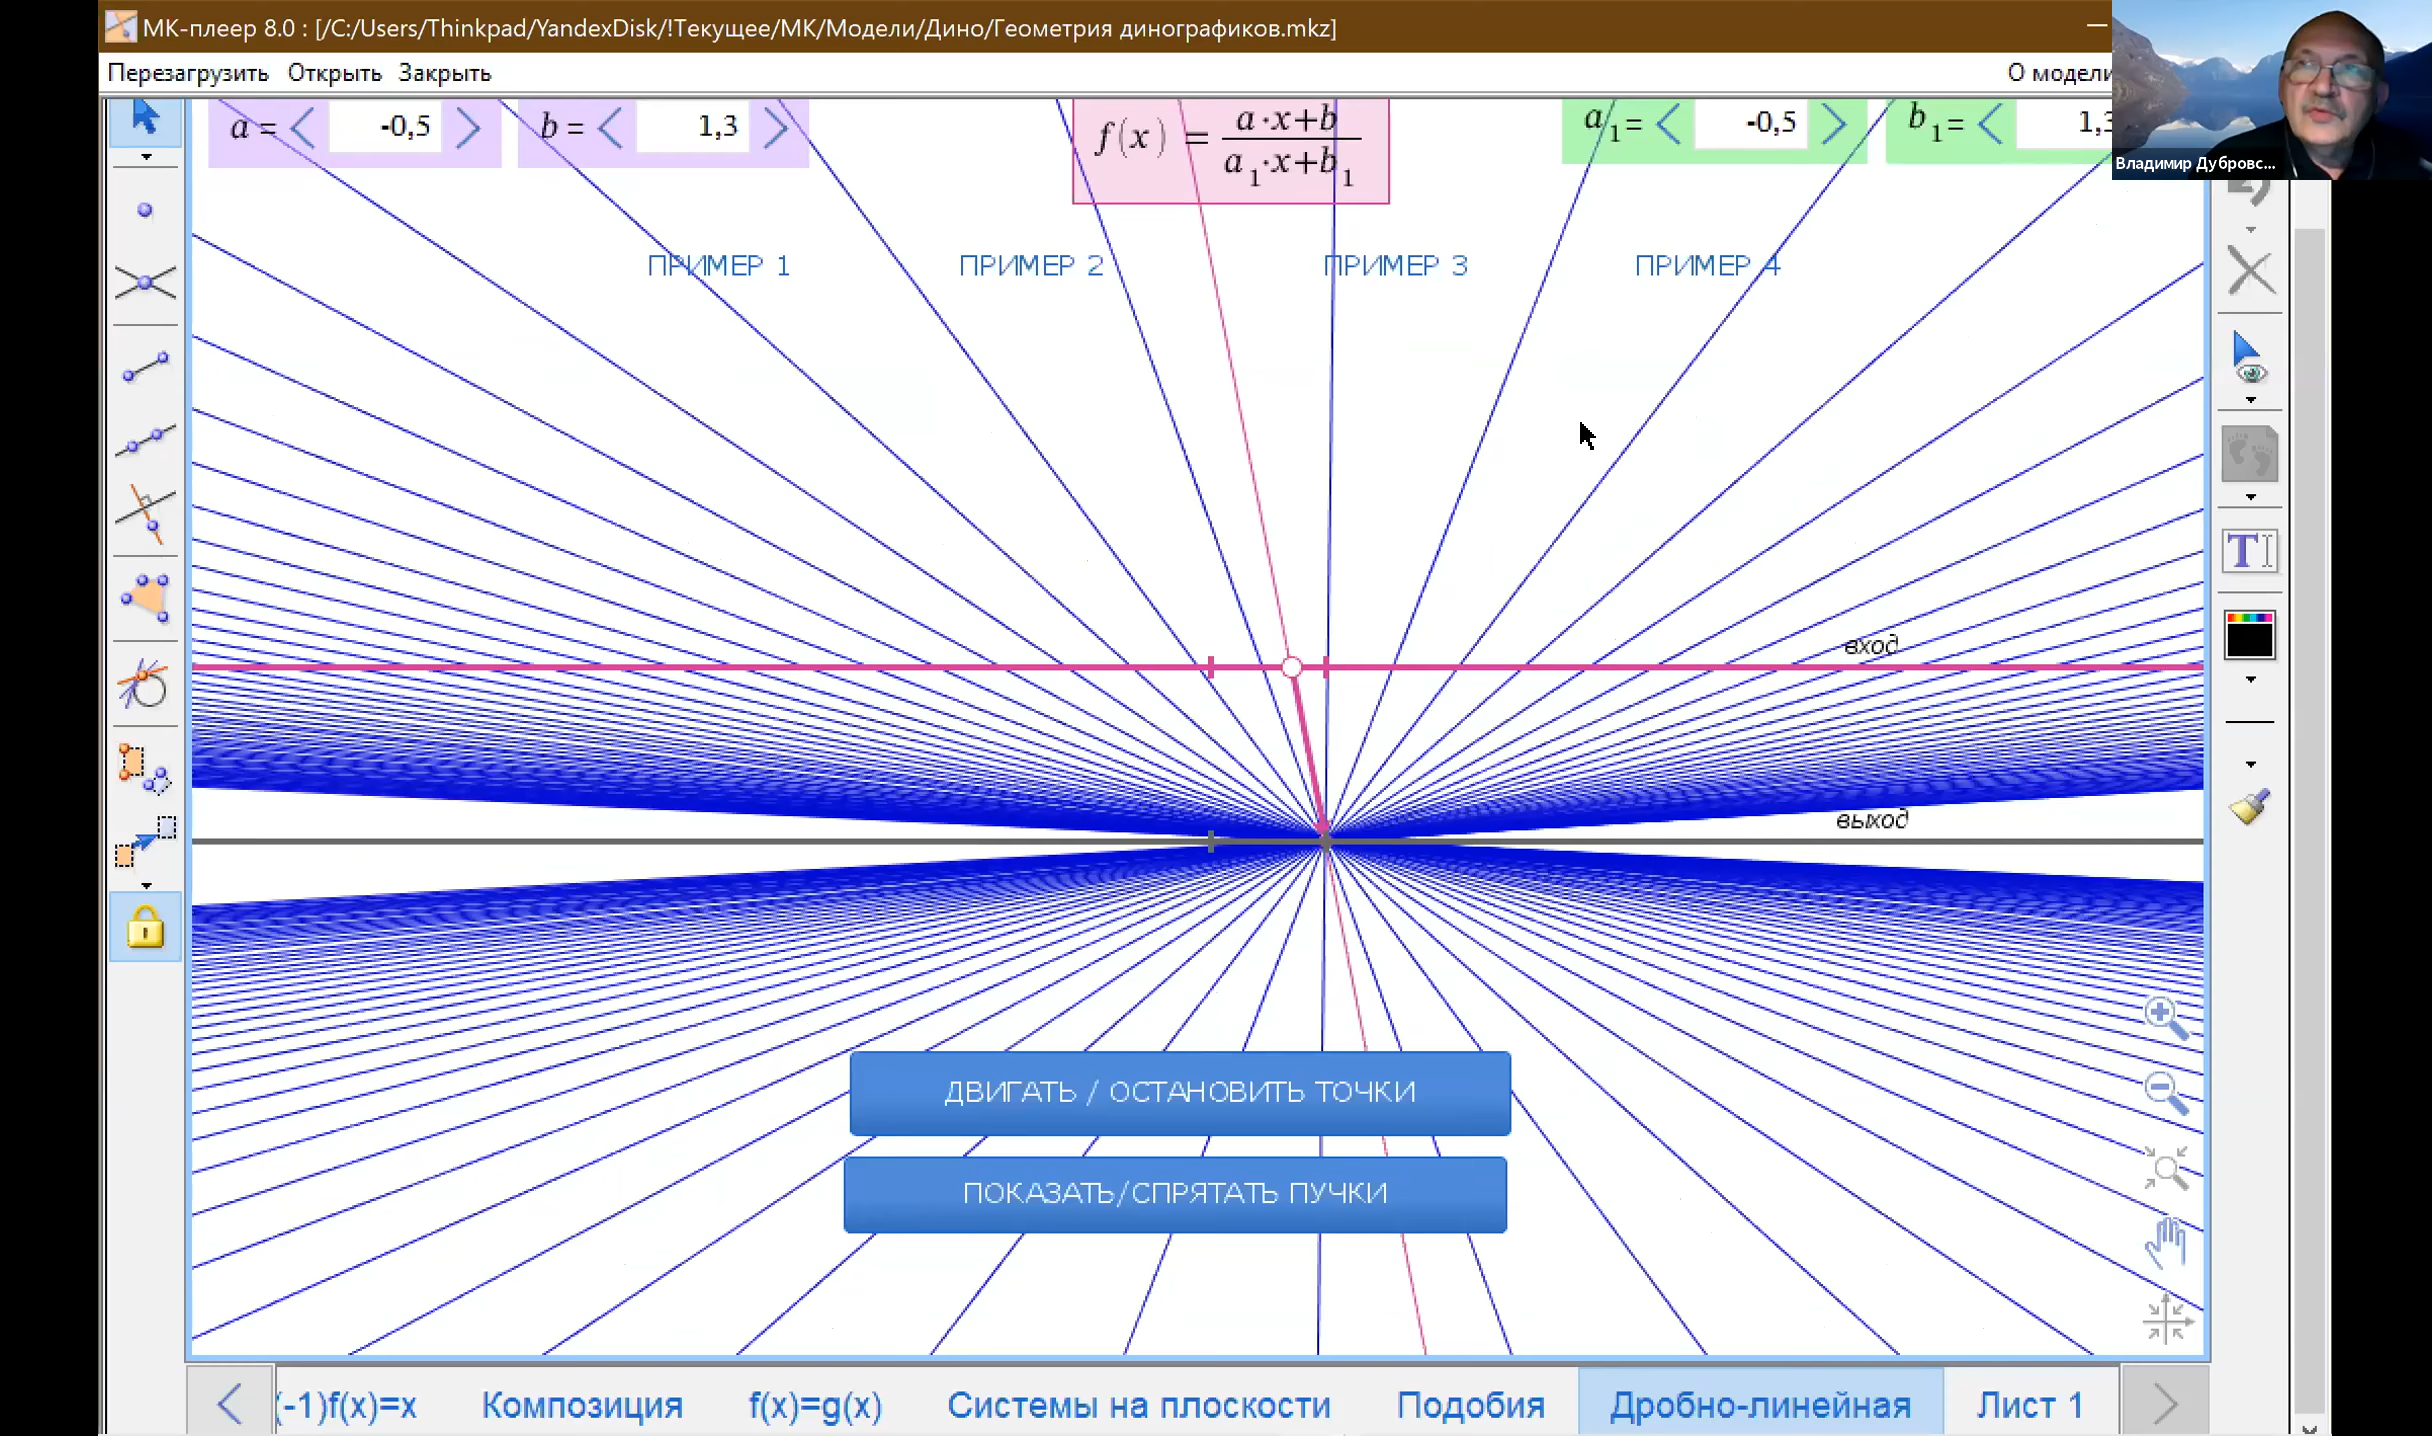 МК-плеер 8.0 : [/C:/Users/Thinkpad/YandexDisk/!Текущее/МК/Модели/Дино/Геометрия динографиков.mkz]
Перезагрузить Открыть Закрыть О модели
Владимир Дубровс...
a = -0,5 b = 1,3 f(x) = a·x+b / a1·x+b1 a1= -0,5 b1= 1,3
ПРИМЕР 1 ПРИМЕР 2 ПРИМЕР 3 ПРИМЕР 4
вход
выход
ДВИГАТЬ / ОСТАНОВИТЬ ТОЧКИ
ПОКАЗАТЬ/СПРЯТАТЬ ПУЧКИ
(-1)f(x)=x Композиция f(x)=g(x) Системы на плоскости Подобия Дробно-линейная Лист 1